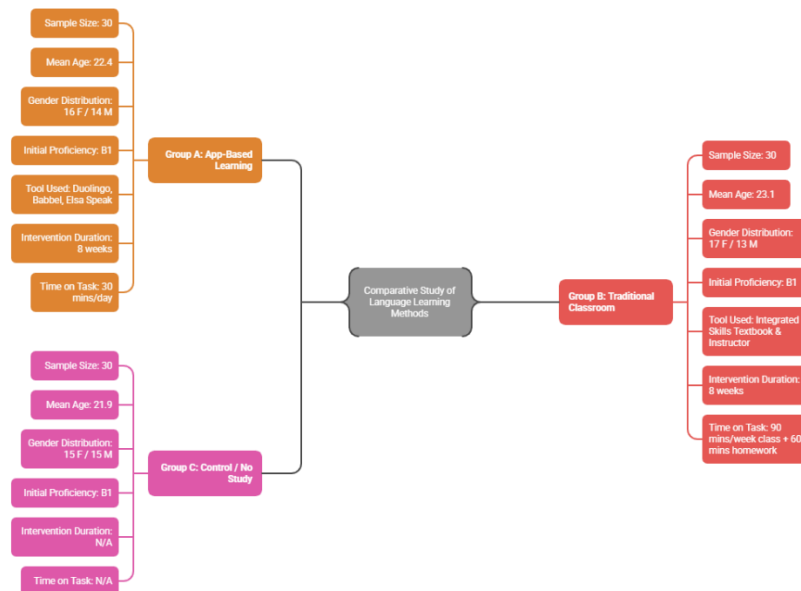 Sample Size: 30
Mean Age: 22.4
Gender Distribution:
16 F / 14 M
Initial Proficiency: B1
Tool Used: Duolingo,
Babbel, Elsa Speak
Intervention Duration:
8 weeks
Time on Task: 30
mins/day
Group A: App-Based
Learning
Sample Size: 30
Mean Age: 21.9
Gender Distribution:
15 F / 15 M
Initial Proficiency: B1
Intervention Duration:
N/A
Time on Task: N/A
Group C: Control / No
Study
Comparative Study of
Language Learning
Methods
Group B: Traditional
Classroom
Sample Size: 30
Mean Age: 23.1
Gender Distribution:
17 F / 13 M
Initial Proficiency: B1
Tool Used: Integrated
Skills Textbook &
Instructor
Intervention Duration:
8 weeks
Time on Task: 90
mins/week class + 60
mins homework